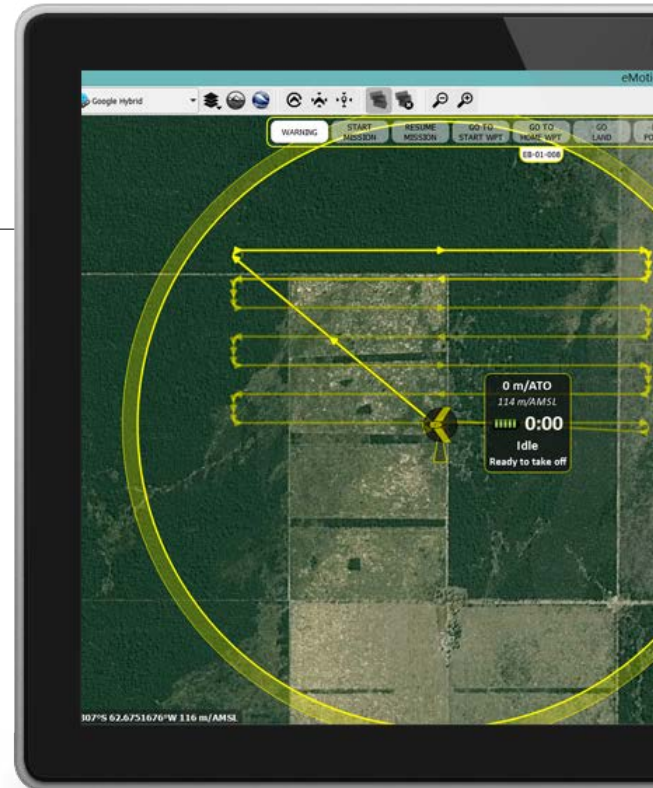 eMoti
Google Hybrid
WARNING
START
MISSION
RESUME
MISSION
GO TO
START WPT
GO TO
HOME WPT
GO
LAND
EB-01-008
0 m/ATO
114 m/AMSL
0:00
Idle
Ready to take off
307°S 62.6751676°W 116 m/AMSL